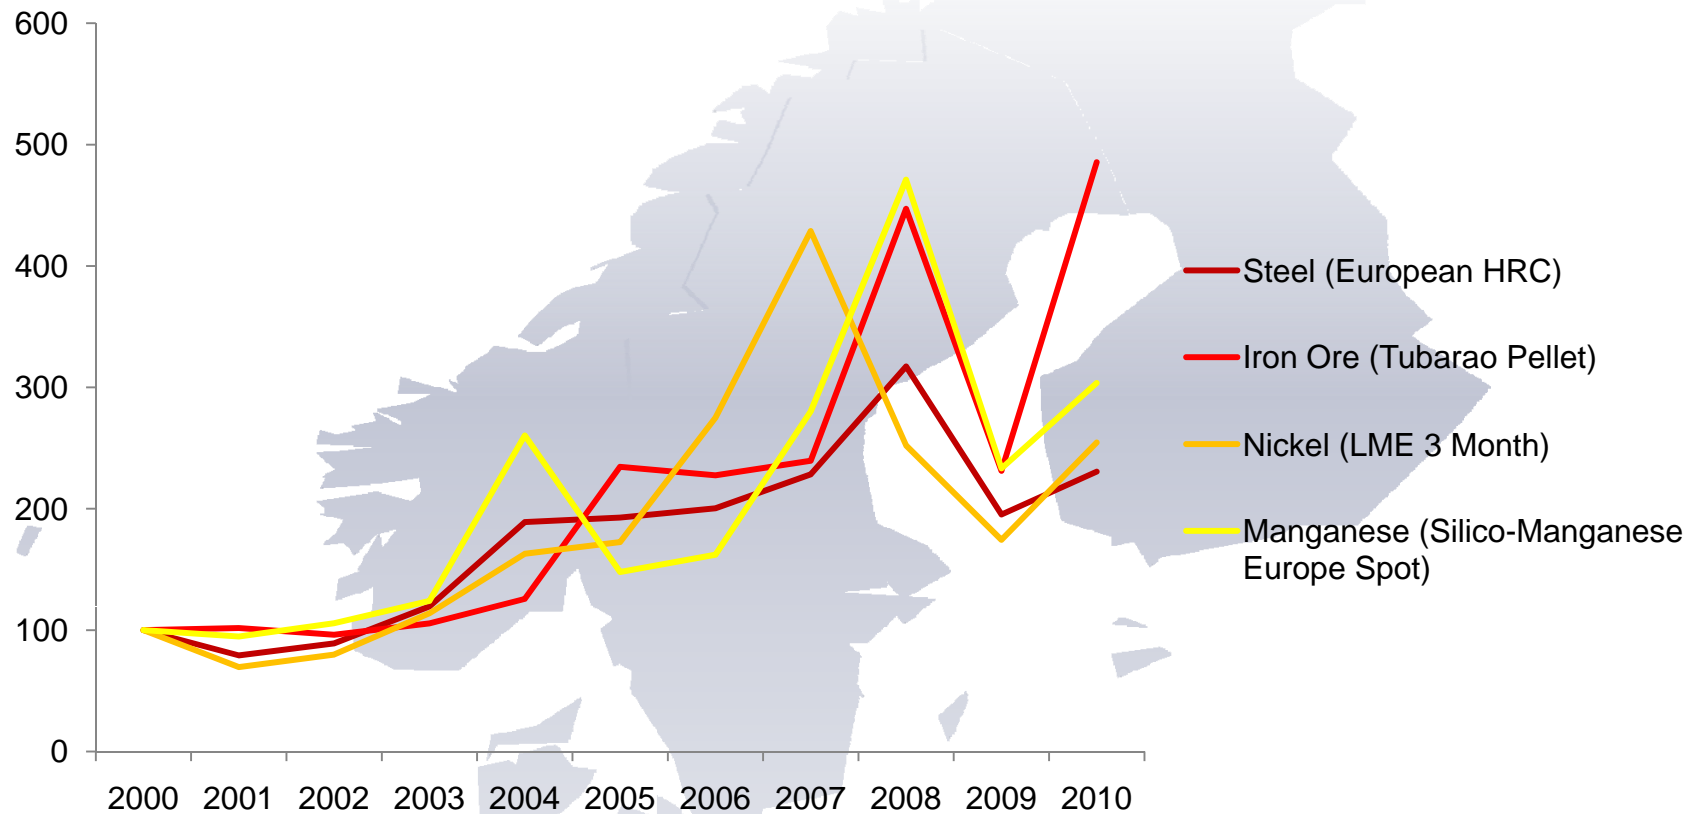 600
500
400
300
200
100
0
2000 2001 2002 2003 2004 2005 2006 2007 2008 2009 2010
Steel (European HRC)
Iron Ore (Tubarao Pellet)
Nickel (LME 3 Month)
Manganese (Silico-Manganese
Europe Spot)